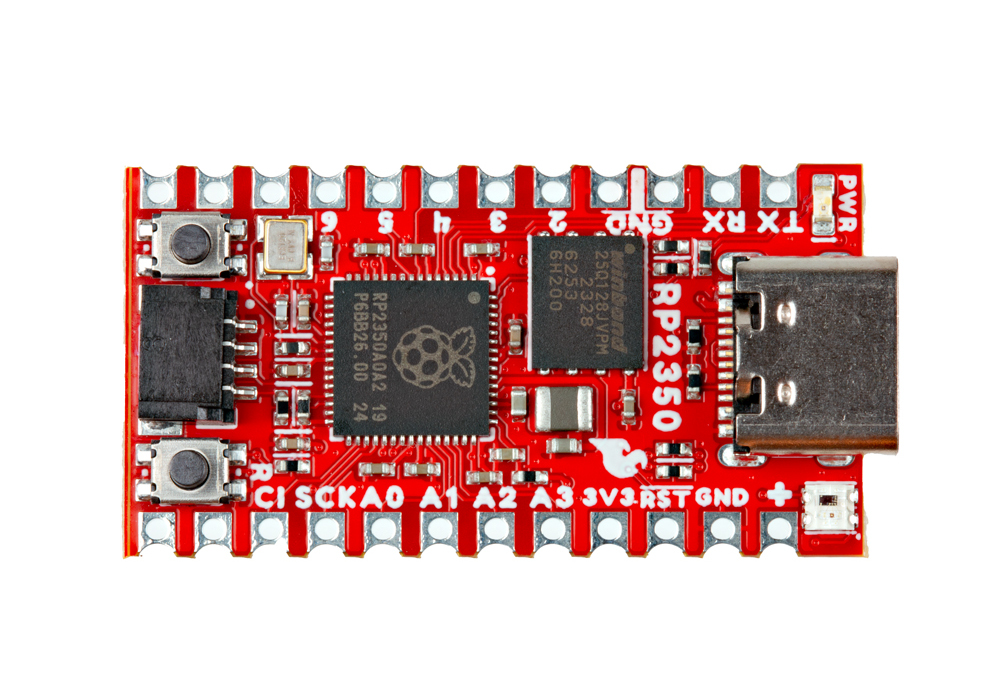 PWR
6 5 4 3 2 GND RX TX
RP2350A0A2
P6BB26.00
19
24
winbond
2328
6253
6H200
RP2350
R
CI SCK A0 A1 A2 A3 3V3 RST GND +